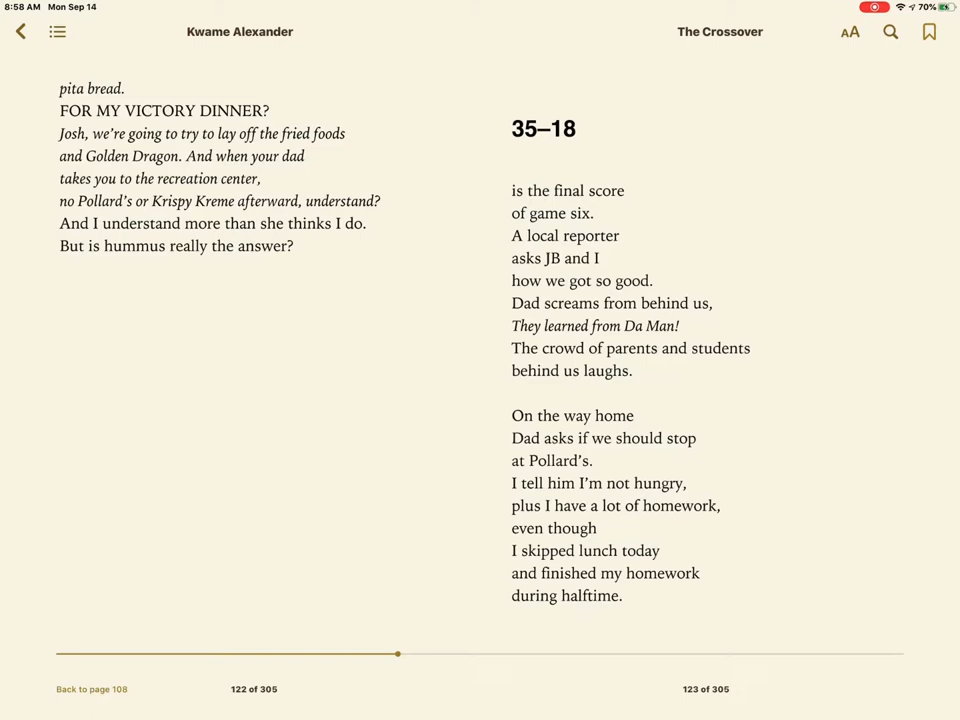 8:58 AM Mon Sep 14
70%
Kwame Alexander
The Crossover
AA
pita bread.
FOR MY VICTORY DINNER?
Josh, we're going to try to lay off the fried foods
and Golden Dragon. And when your dad
takes you to the recreation center,
no Pollard's or Krispy Kreme afterward, understand?
And I understand more than she thinks I do.
But is hummus really the answer?
35–18
is the final score
of game six.
A local reporter
asks JB and I
how we got so good.
Dad screams from behind us,
They learned from Da Man!
The crowd of parents and students
behind us laughs.
On the way home
Dad asks if we should stop
at Pollard's.
I tell him I'm not hungry,
plus I have a lot of homework,
even though
I skipped lunch today
and finished my homework
during halftime.
Back to page 108
122 of 305
123 of 305